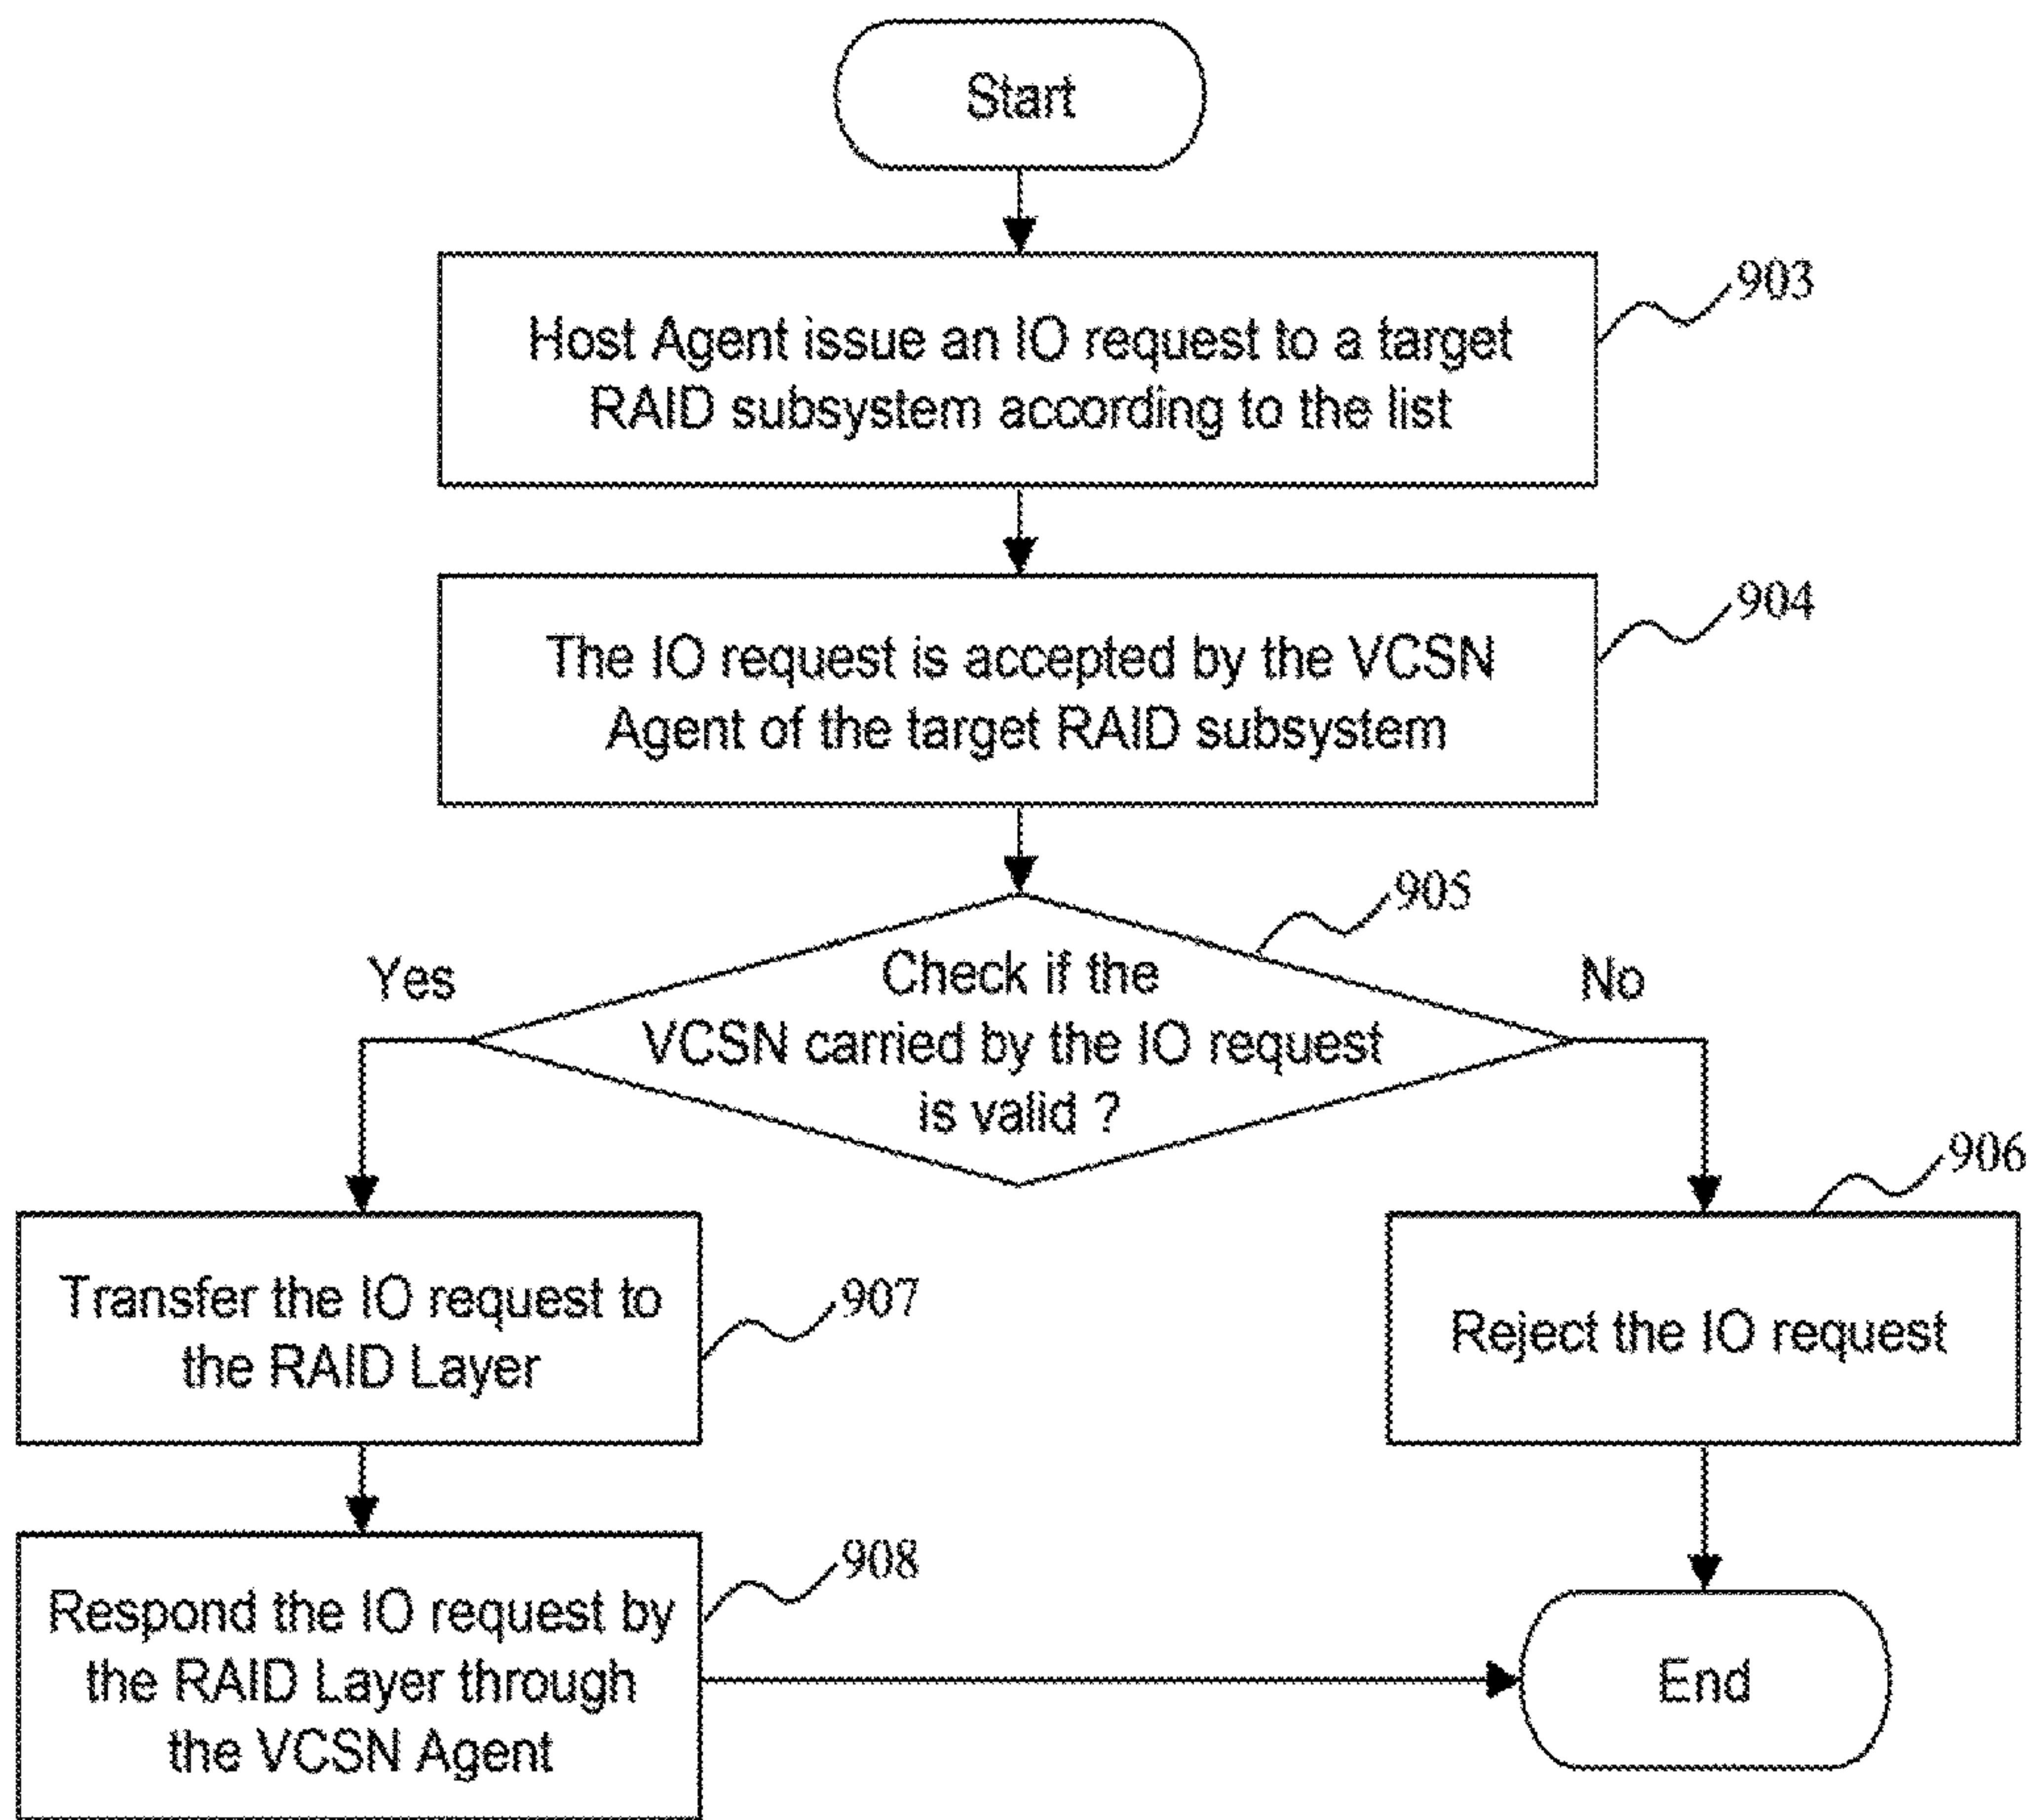 Start
Host Agent issue an IO request to a target
RAID subsystem according to the list
903
The IO request is accepted by the VCSN
Agent of the target RAID subsystem
904
905
Yes
Check if the
VCSN carried by the IO request
is valid ?
No
906
Transfer the IO request to
the RAID Layer
907
Reject the IO request
Respond the IO request by
the RAID Layer through
the VCSN Agent
908
End